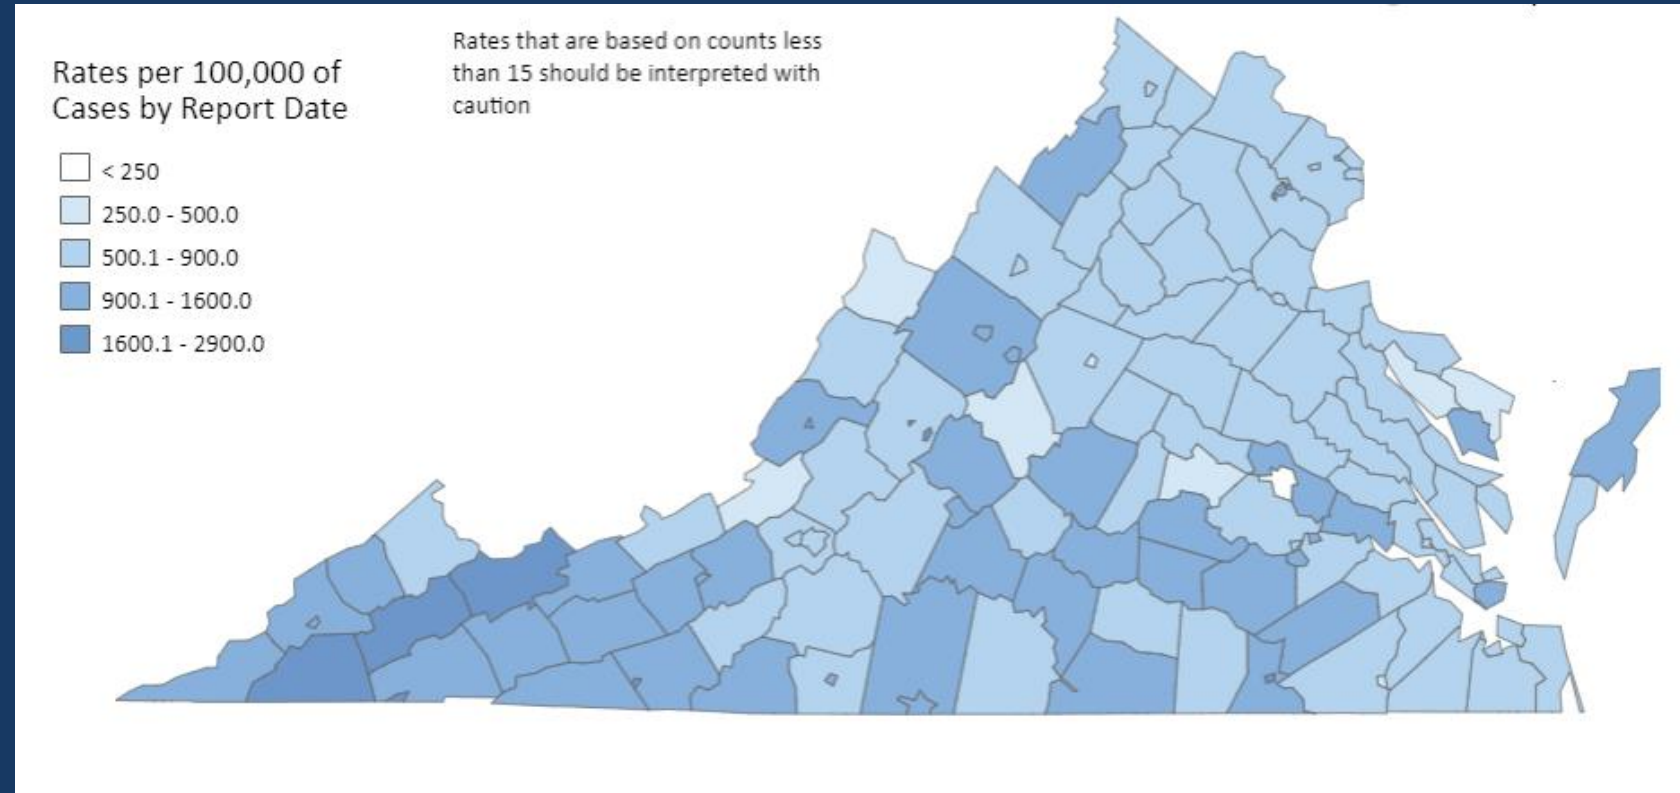 Rates per 100,000 of
Cases by Report Date
Rates that are based on counts less
than 15 should be interpreted with
caution
< 250
250.0 - 500.0
500.1 - 900.0
900.1 - 1600.0
1600.1 - 2900.0